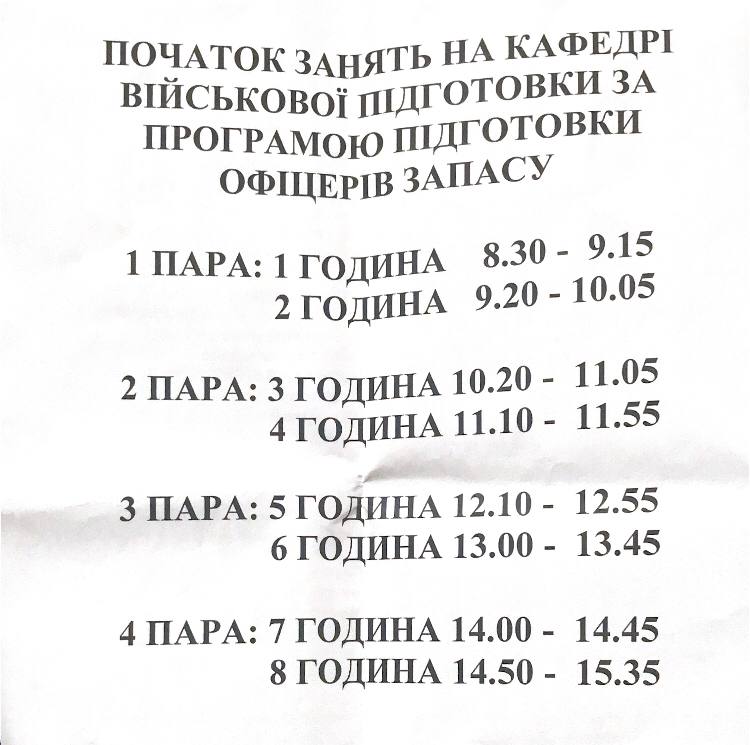 ПОЧАТОК ЗАНЯТЬ НА КАФЕДРІ
ВІЙСЬКОВОЇ ПІДГОТОВКИ ЗА
ПРОГРАМОЮ ПІДГОТОВКИ
ОФІЦЕРІВ ЗАПАСУ
1 ПАРА: 1 ГОДИНА 8.30 - 9.15
2 ГОДИНА 9.20 - 10.05
2 ПАРА: 3 ГОДИНА 10.20 - 11.05
4 ГОДИНА 11.10 - 11.55
3 ПАРА: 5 ГОДИНА 12.10 - 12.55
6 ГОДИНА 13.00 - 13.45
4 ПАРА: 7 ГОДИНА 14.00 - 14.45
8 ГОДИНА 14.50 - 15.35